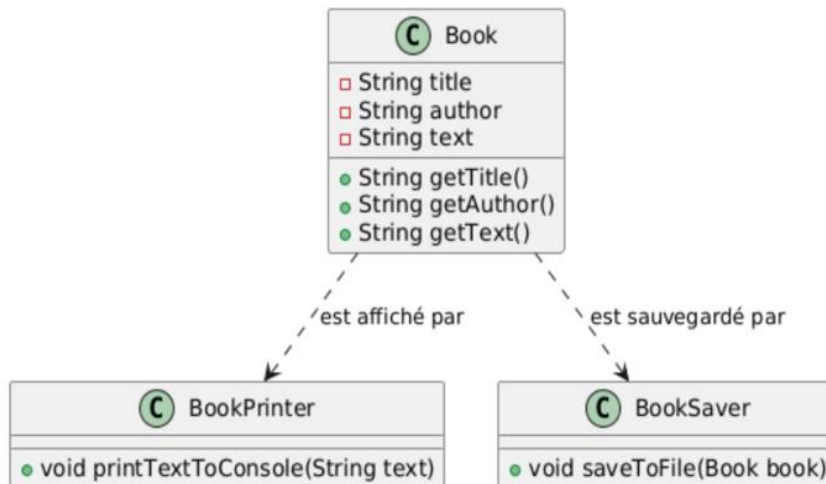 C Book
String title
String author
String text
String getTitle()
String getAuthor()
String getText()
est affiché par
est sauvegardé par
C BookPrinter
void printTextToConsole(String text)
C BookSaver
void saveToFile(Book book)